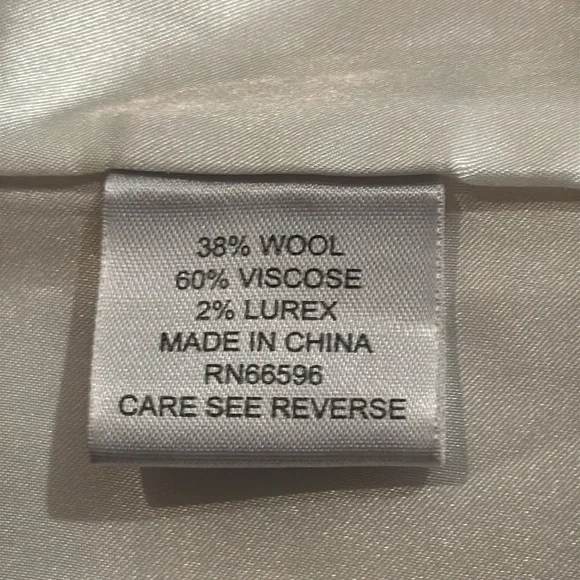 38% WOOL
60% VISCOSE
2% LUREX
MADE IN CHINA
RN66596
CARE SEE REVERSE